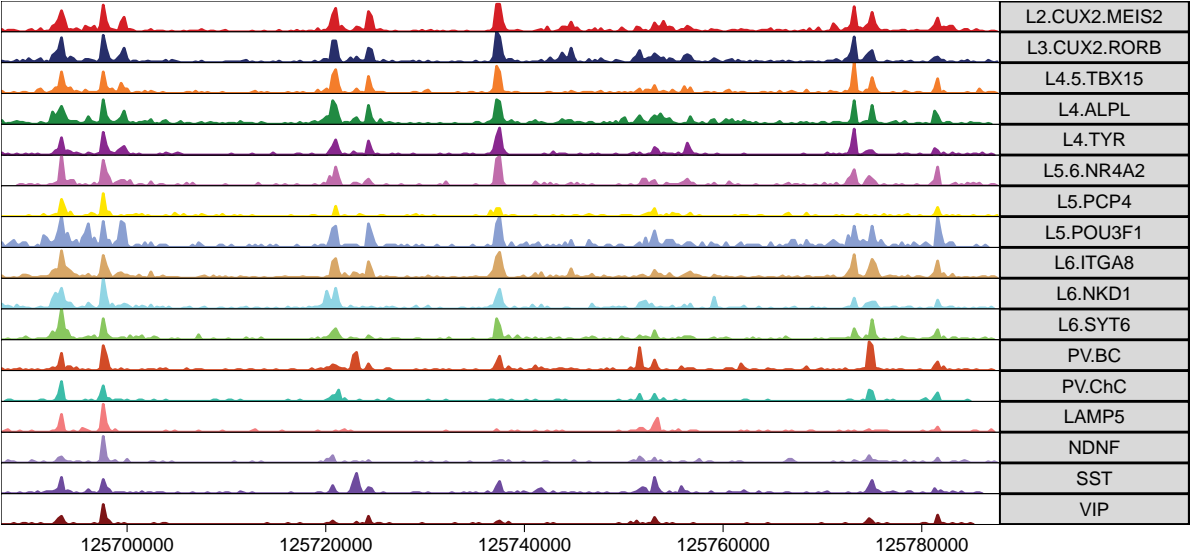 L2.CUX2.MEIS2
L3.CUX2.RORB
L4.5.TBX15
L4.ALPL
L4.TYR
L5.6.NR4A2
L5.PCP4
L5.POU3F1
L6.ITGA8
L6.NKD1
L6.SYT6
PV.BC
PV.ChC
LAMP5
NDNF
SST
VIP
125700000 125720000 125740000 125760000 125780000